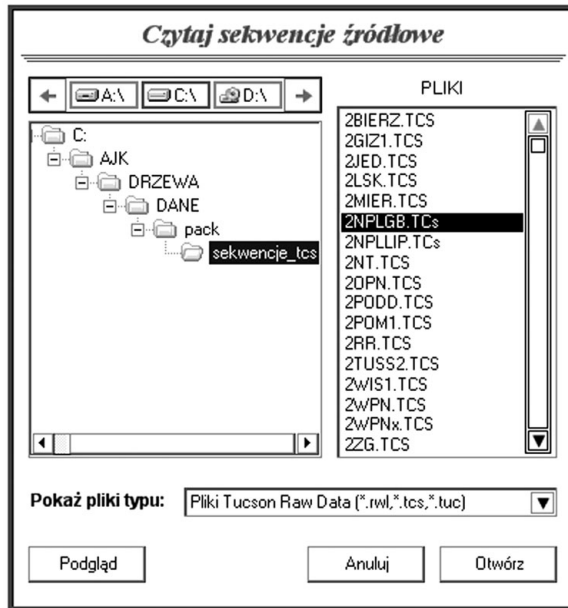 Czytaj sekwencje źródłowe
A:\ C:\ D:\
C:
AJK
DRZEWA
DANE
pack
sekwencje_tcs
PLIKI
2BIERZ.TCS
2GIZ1.TCS
2JED.TCS
2LSK.TCS
2MIER.TCS
2NPLGB.TCs
2NPLLIP.TCs
2NT.TCS
2OPN.TCS
2PODD.TCS
2POM1.TCS
2RR.TCS
2TUSS2.TCS
2WIS1.TCS
2WPN.TCS
2WPNx.TCS
2ZG.TCS
Pokaż pliki typu: Pliki Tucson Raw Data (*.rwl,*.tcs,*.tuc)
Podgląd Anuluj Otwórz